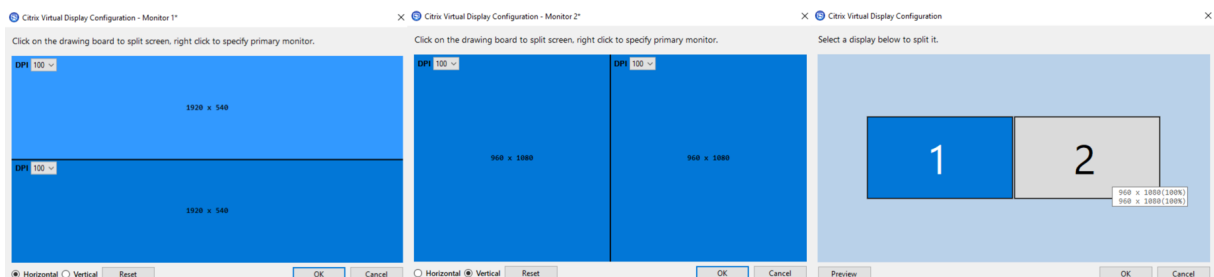 Citrix Virtual Display Configuration - Monitor 1*
Click on the drawing board to split screen, right click to specify primary monitor.
DPI 100
1920 x 540
DPI 100
1920 x 540
Horizontal Vertical Reset OK Cancel
Citrix Virtual Display Configuration - Monitor 2*
Click on the drawing board to split screen, right click to specify primary monitor.
DPI 100 DPI 100
960 x 1080 960 x 1080
Horizontal Vertical Reset OK Cancel
Citrix Virtual Display Configuration
Select a display below to split it.
1 2
960 x 1080(100%)
960 x 1080(100%)
Preview OK Cancel